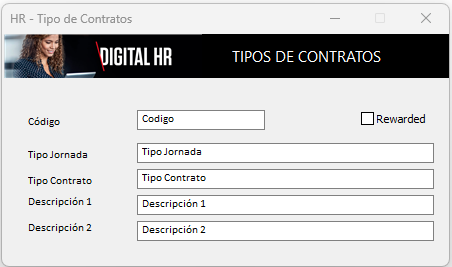 HR - Tipo de Contratos
DIGITAL HR TIPOS DE CONTRATOS
Código Codigo Rewarded
Tipo Jornada Tipo Jornada
Tipo Contrato Tipo Contrato
Descripción 1 Descripción 1
Descripción 2 Descripción 2